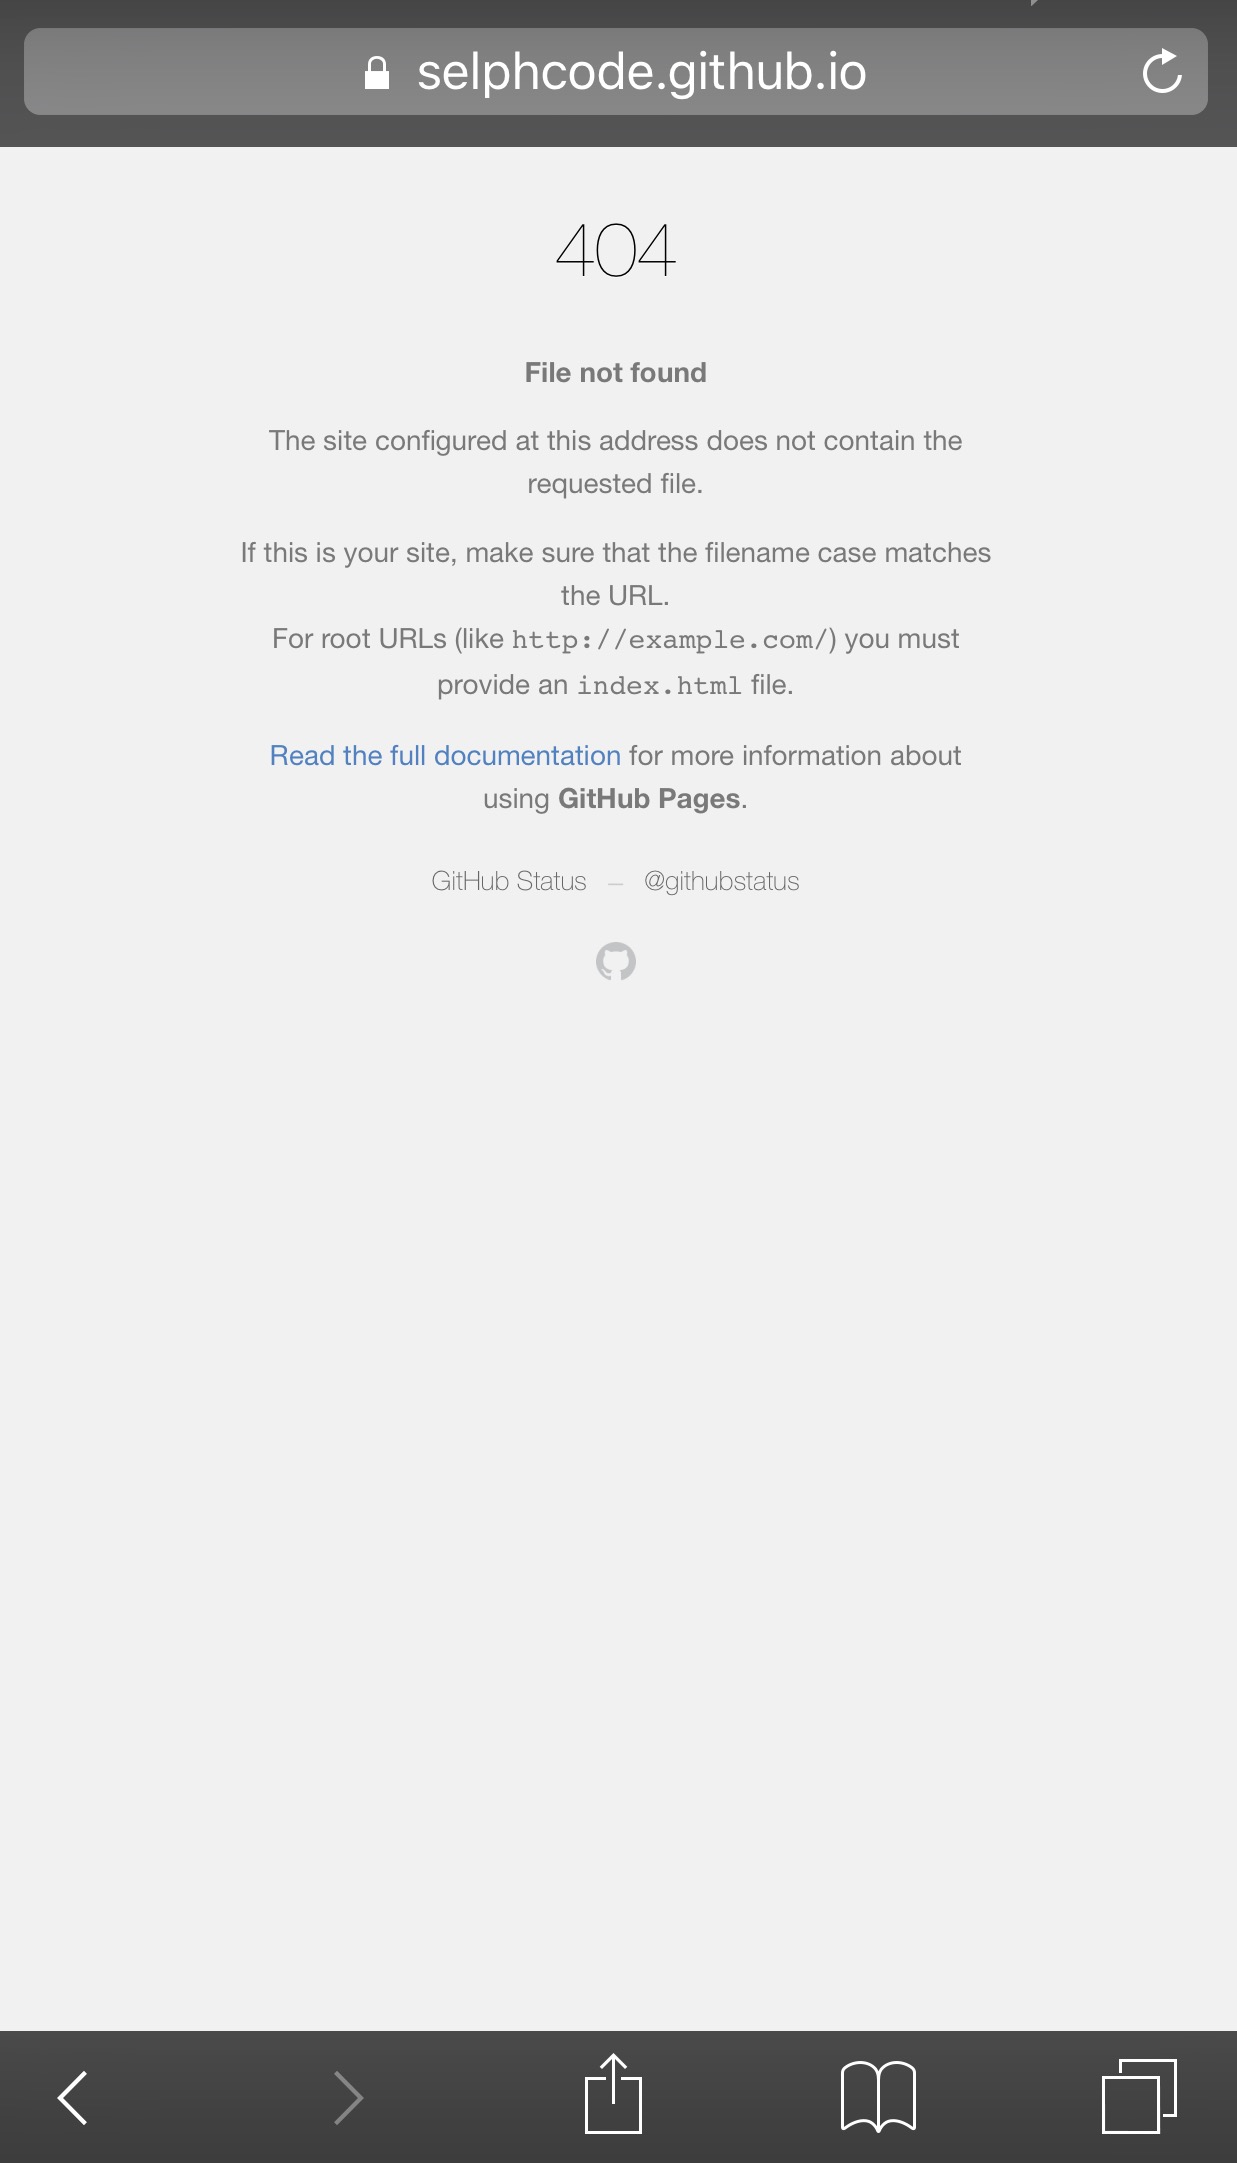 selphcode.github.io
404
File not found
The site configured at this address does not contain the
requested file.
If this is your site, make sure that the filename case matches
the URL.
For root URLs (like http://example.com/) you must
provide an index.html file.
Read the full documentation for more information about
using GitHub Pages.
GitHub Status — @githubstatus